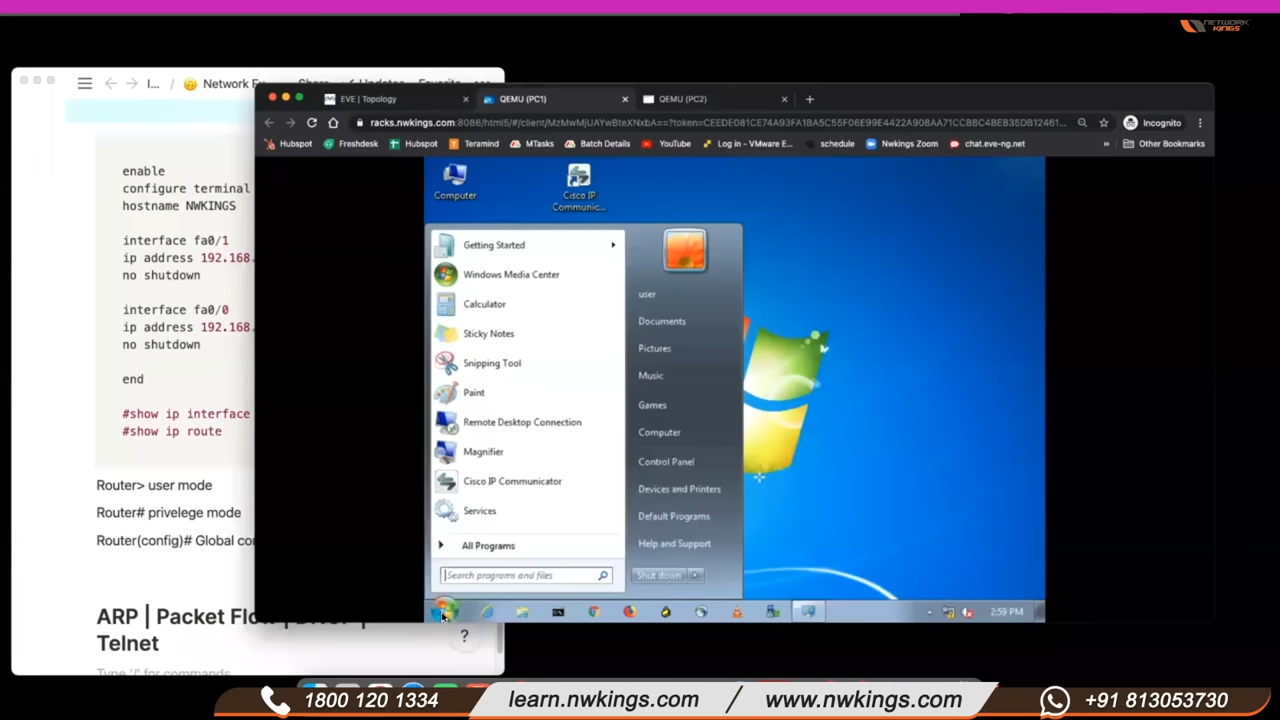 NETWORK
KINGS
I... / Network
EVE | Topology
QEMU (PC1)
QEMU (PC2)
racks.nwkings.com:8086/html5/#/client/
Incognito
Hubspot
Freshdesk
Hubspot
Teramind
MTasks
Batch Details
YouTube
Log in - VMware E...
schedule
Nwkings Zoom
chat.eve-ng.net
»
Other Bookmarks
enable
configure terminal
hostname NWKINGS
interface fa0/1
ip address 192.168.
no shutdown
interface fa0/0
ip address 192.168.
no shutdown
end
#show ip interface
#show ip route
Router> user mode
Router# privelege mode
Router(config)# Global co
ARP | Packet Flo
Telnet
Type '/' for commands
?
Computer
Cisco IP
Communic...
Getting Started
Windows Media Center
Calculator
Sticky Notes
Snipping Tool
Paint
Remote Desktop Connection
Magnifier
Cisco IP Communicator
Services
All Programs
Search programs and files
user
Documents
Pictures
Music
Games
Computer
Control Panel
Devices and Printers
Default Programs
Help and Support
Shut down
2:59 PM
1800 120 1334
learn.nwkings.com / www.nwkings.com
+91 813053730